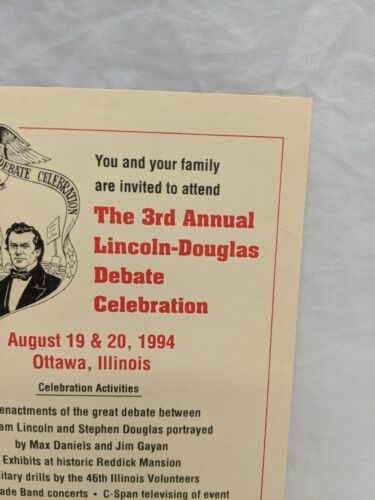 DEBATE CELEBRATION
You and your family
are invited to attend
The 3rd Annual
Lincoln-Douglas
Debate
Celebration
August 19 & 20, 1994
Ottawa, Illinois
Celebration Activities
enactments of the great debate between
am Lincoln and Stephen Douglas portrayed
by Max Daniels and Jim Gayan
Exhibits at historic Reddick Mansion
itary drills by the 46th Illinois Volunteers
ade Band concerts • C-Span televising of event